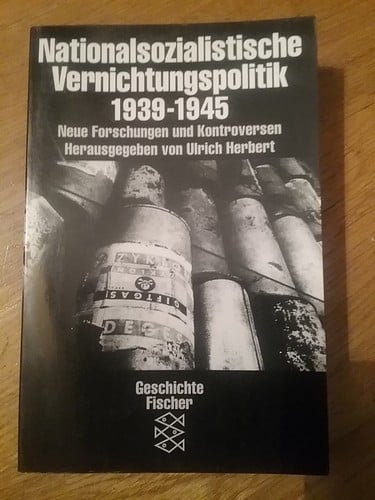 Nationalsozialistische
Vernichtungspolitik
1939-1945
Neue Forschungen und Kontroversen
Herausgegeben von Ulrich Herbert
GIFTGAS!
Geschichte
Fischer